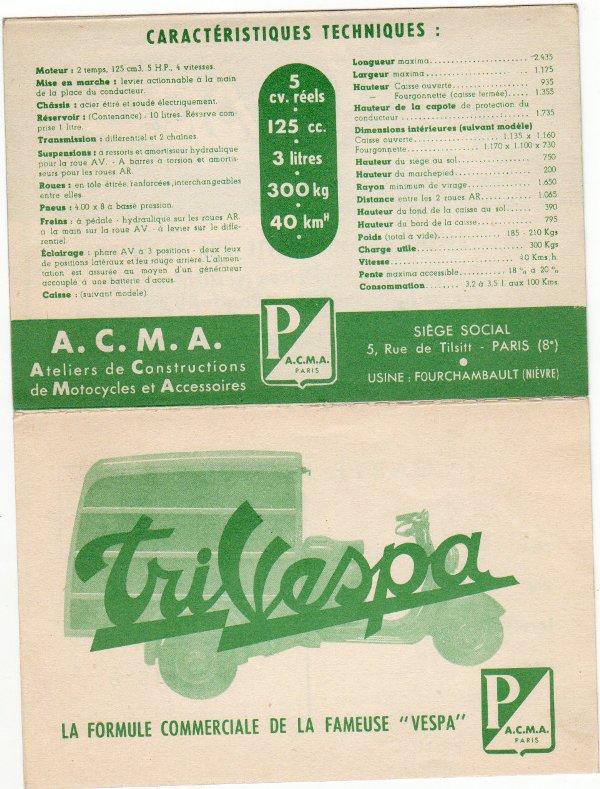 CARACTÉRISTIQUES TECHNIQUES :
Moteur : 2 temps, 125 cm3, 5 H.P., 4 vitesses.
Mise en marche : levier actionnable à la main
de la place du conducteur.
Châssis : acier étiré et soudé électriquement.
Réservoir : (Contenance) : 10 litres. Réserve com-
prise 1 litre.
Transmission : différentiel et 2 chaînes.
Suspensions : à ressorts et amortisseur hydraulique
pour la roue AV. - A barres à torsion et amortis-
seurs pour les roues AR.
Roues : en tôle étirée, renforcées, interchangeables
entre elles.
Pneus : 4.00 x 8 à basse pression.
Freins : à pédale - hydraulique sur les roues AR
à la main sur la roue AV - à levier sur le diffé-
rentiel.
Éclairage : phare AV à 3 positions - deux feux
de positions latéraux et feu rouge arrière. L'alimen-
tation est assurée au moyen d'un générateur
accouplé à une batterie d'accus.
Caisse : (suivant modèle)
5
cv. réels
125 cc.
3 litres
300 kg
40 kmH
Longueur maxima 2.935
Largeur maxima 1.175
Hauteur Caisse ouverte 935
— Fourgonnette (caisse fermée) 1.355
Hauteur de la capote de protection du
conducteur 1.735
Dimensions intérieures (suivant modèle)
Caisse ouverte 1.135 x 1.160
Fourgonnette 1.170 x 1.100 x 730
Hauteur du siège au sol 750
Hauteur du marchepied 200
Rayon minimum de virage 1.650
Distance entre les 2 roues AR 1.065
Hauteur du fond de la caisse au sol 390
Hauteur du bord de la caisse 795
Poids (total à vide) 185 - 210 Kgs
Charge utile 300 Kgs
Vitesse 40 Kms. h.
Pente maxima accessible 18 % à 20 %
Consommation 3,2 à 3,5 l. aux 100 Kms.
A. C. M. A.
Ateliers de Constructions
de Motocycles et Accessoires
P
A.C.M.A.
PARIS
SIÈGE SOCIAL
5, Rue de Tilsitt - PARIS (8e)
USINE : FOURCHAMBAULT (NIÈVRE)
triVespa
LA FORMULE COMMERCIALE DE LA FAMEUSE "VESPA"
P
A.C.M.A.
PARIS